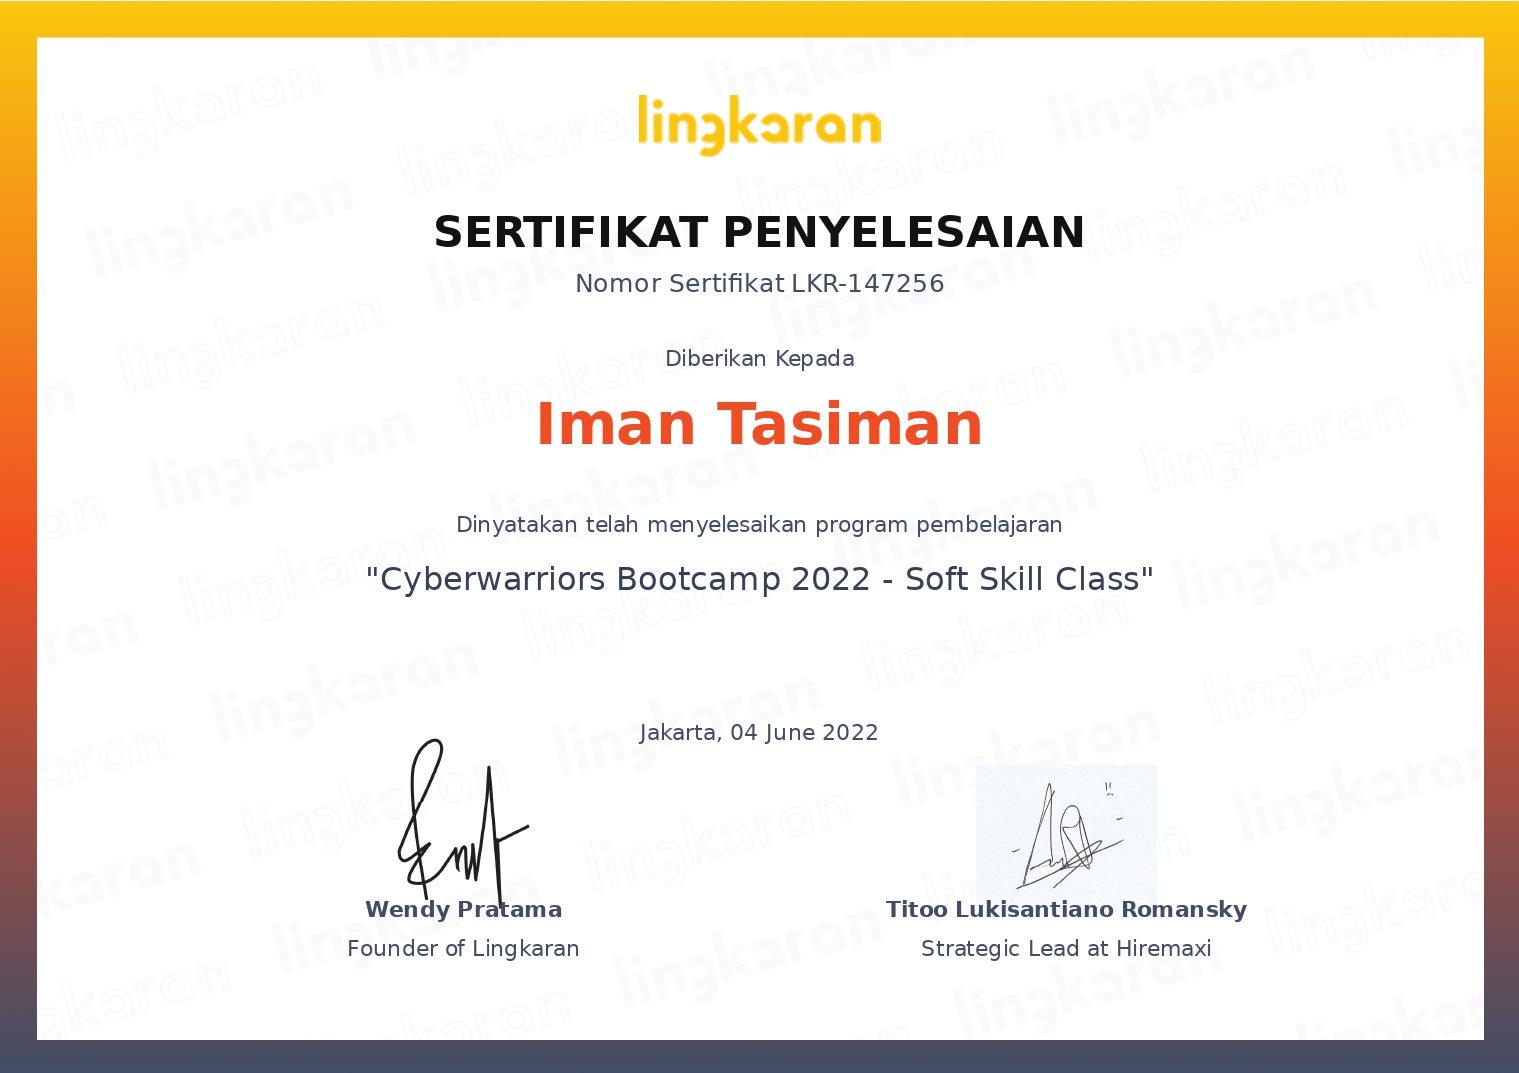 lingkaran
SERTIFIKAT PENYELESAIAN
Nomor Sertifikat LKR-147256
Diberikan Kepada
Iman Tasiman
Dinyatakan telah menyelesaikan program pembelajaran
"Cyberwarriors Bootcamp 2022 - Soft Skill Class"
Jakarta, 04 June 2022
Wendy Pratama
Founder of Lingkaran
Titoo Lukisantiano Romansky
Strategic Lead at Hiremaxi